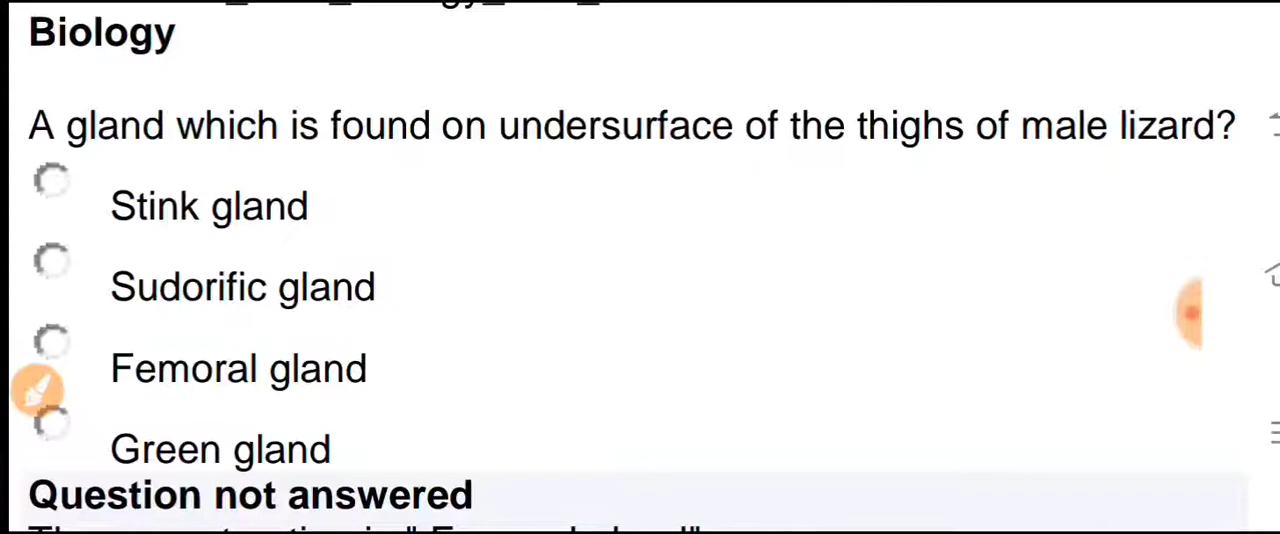 Biology
A gland which is found on undersurface of the thighs of male lizard?
Stink gland
Sudorific gland
Femoral gland
Green gland
Question not answered